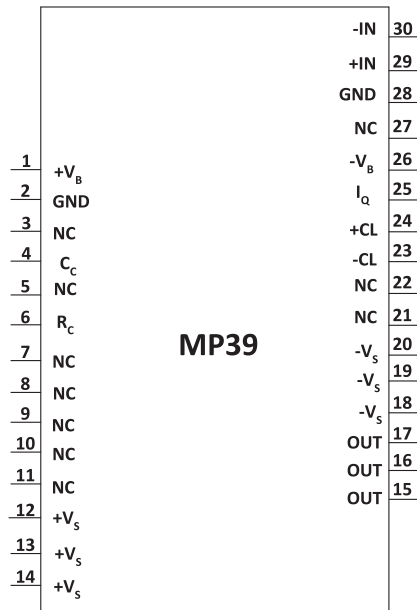 1 +VB
2 GND
3 NC
4 CC
5 NC
6 RC
7 NC
8 NC
9 NC
10 NC
11 NC
12 +VS
13 +VS
14 +VS
MP39
-IN 30
+IN 29
GND 28
NC 27
-VB 26
IQ 25
+CL 24
-CL 23
NC 22
NC 21
-VS 20
-VS 19
-VS 18
OUT 17
OUT 16
OUT 15